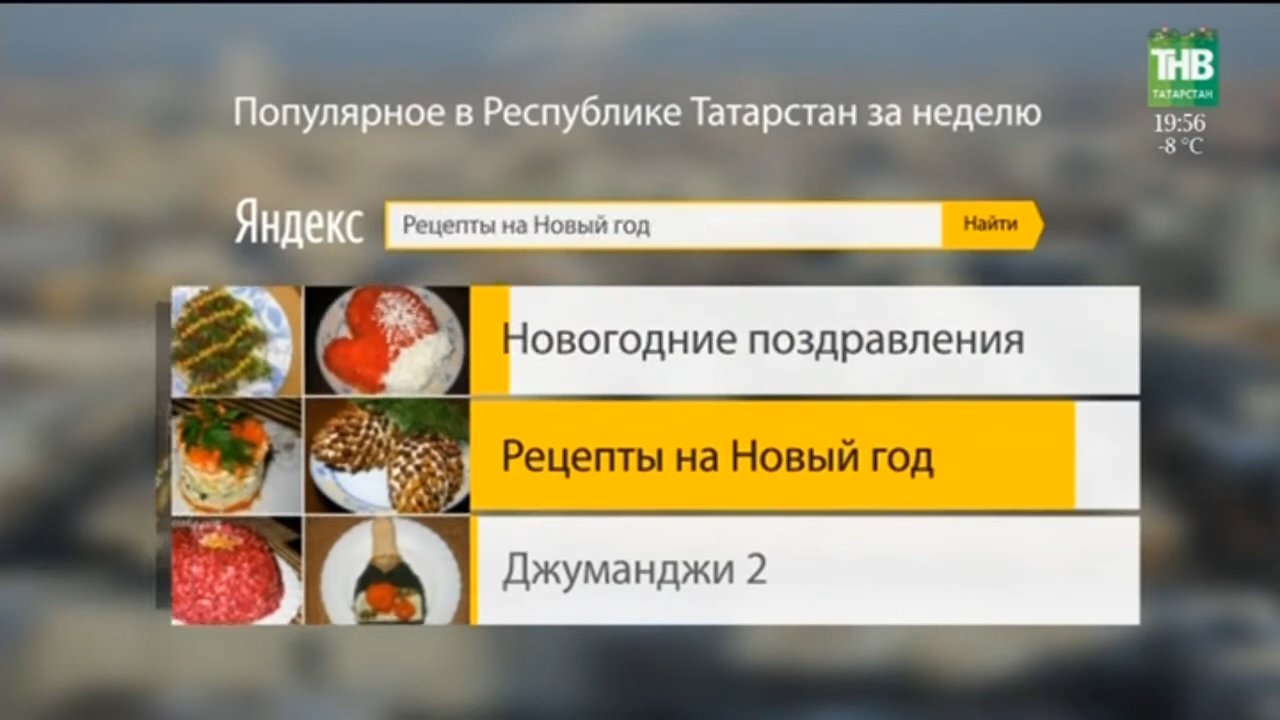 Популярное в Республике Татарстан за неделю
ТНВ
ТАТАРСТАН
19:56
-8 °C
Яндекс
Рецепты на Новый год
Найти
Новогодние поздравления
Рецепты на Новый год
Джуманджи 2